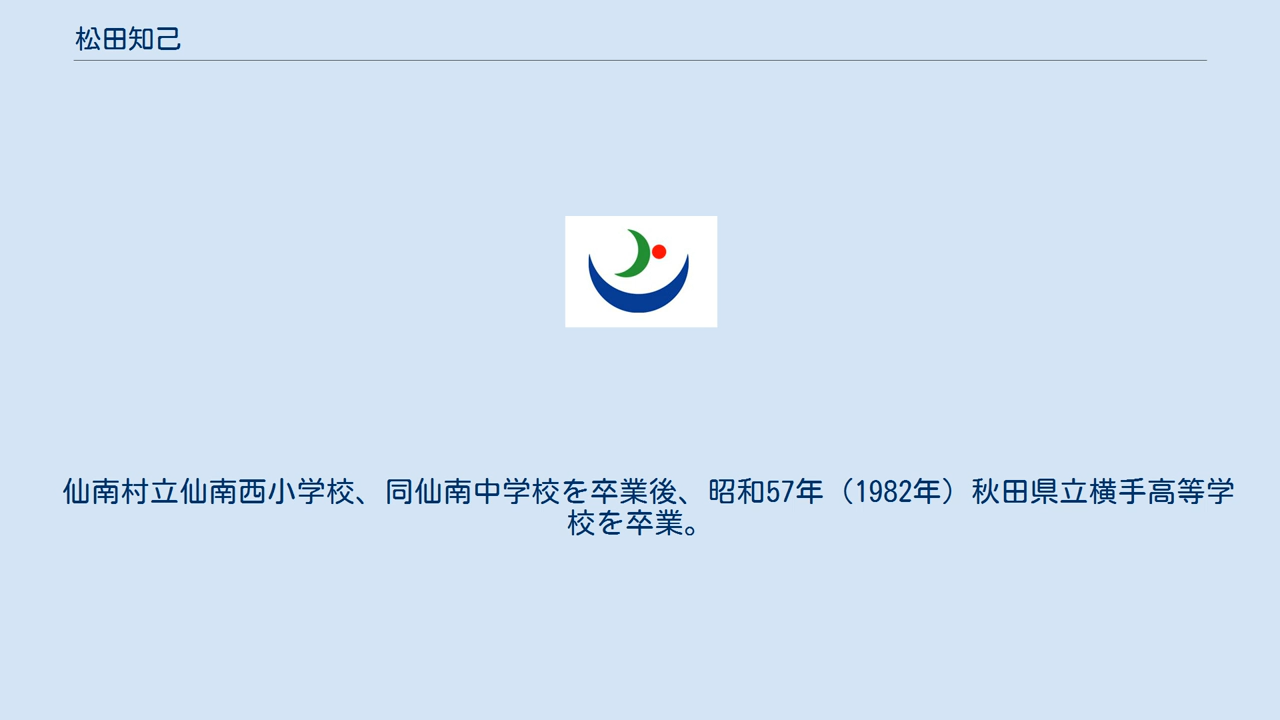 松田知己
仙南村立仙南西小学校、同仙南中学校を卒業後、昭和57年（1982年）秋田県立横手高等学
校を卒業。